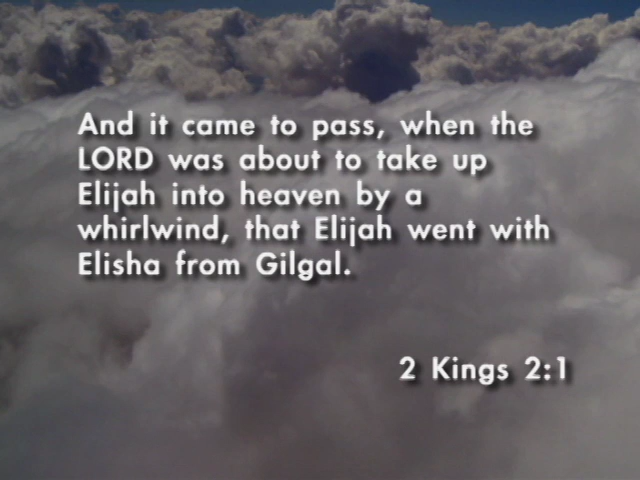 And it came to pass, when the
LORD was about to take up
Elijah into heaven by a
whirlwind, that Elijah went with
Elisha from Gilgal.
2 Kings 2:1